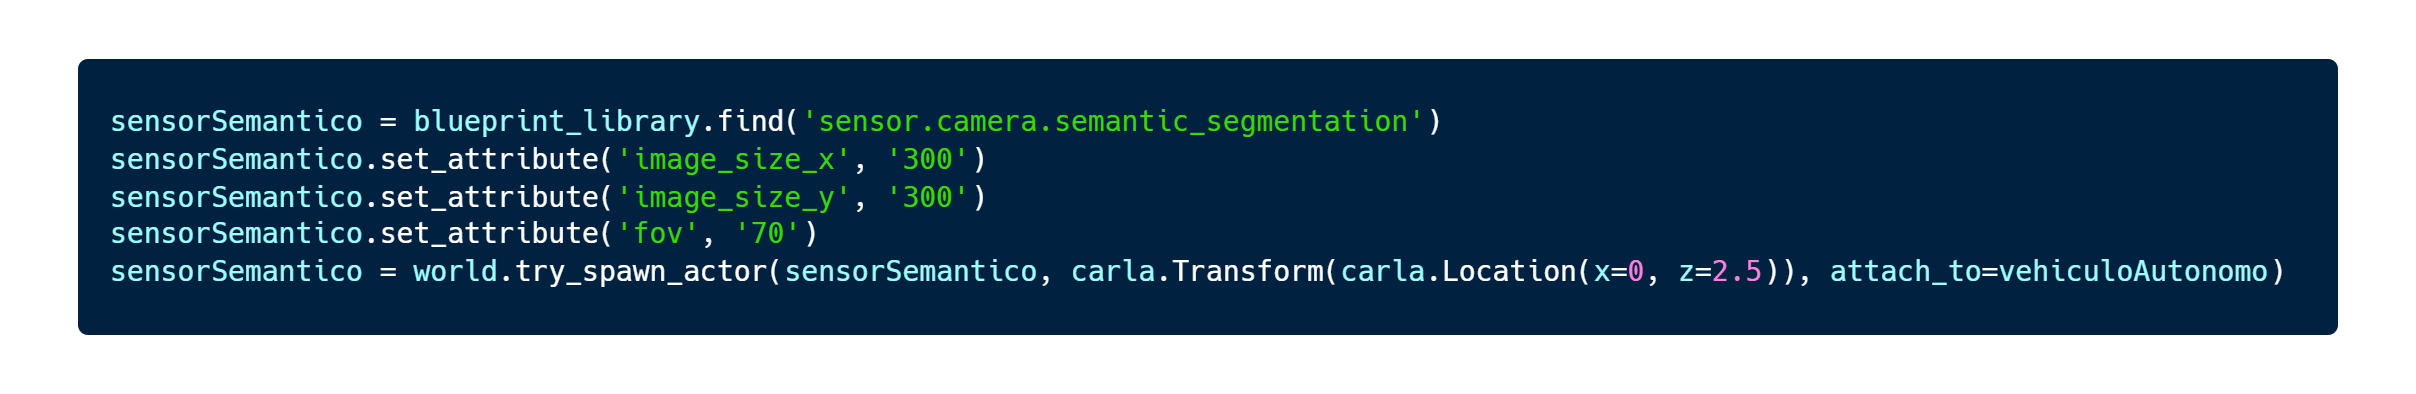 sensorSemantico = blueprint_library.find('sensor.camera.semantic_segmentation')
sensorSemantico.set_attribute('image_size_x', '300')
sensorSemantico.set_attribute('image_size_y', '300')
sensorSemantico.set_attribute('fov', '70')
sensorSemantico = world.try_spawn_actor(sensorSemantico, carla.Transform(carla.Location(x=0, z=2.5)), attach_to=vehiculoAutonomo)